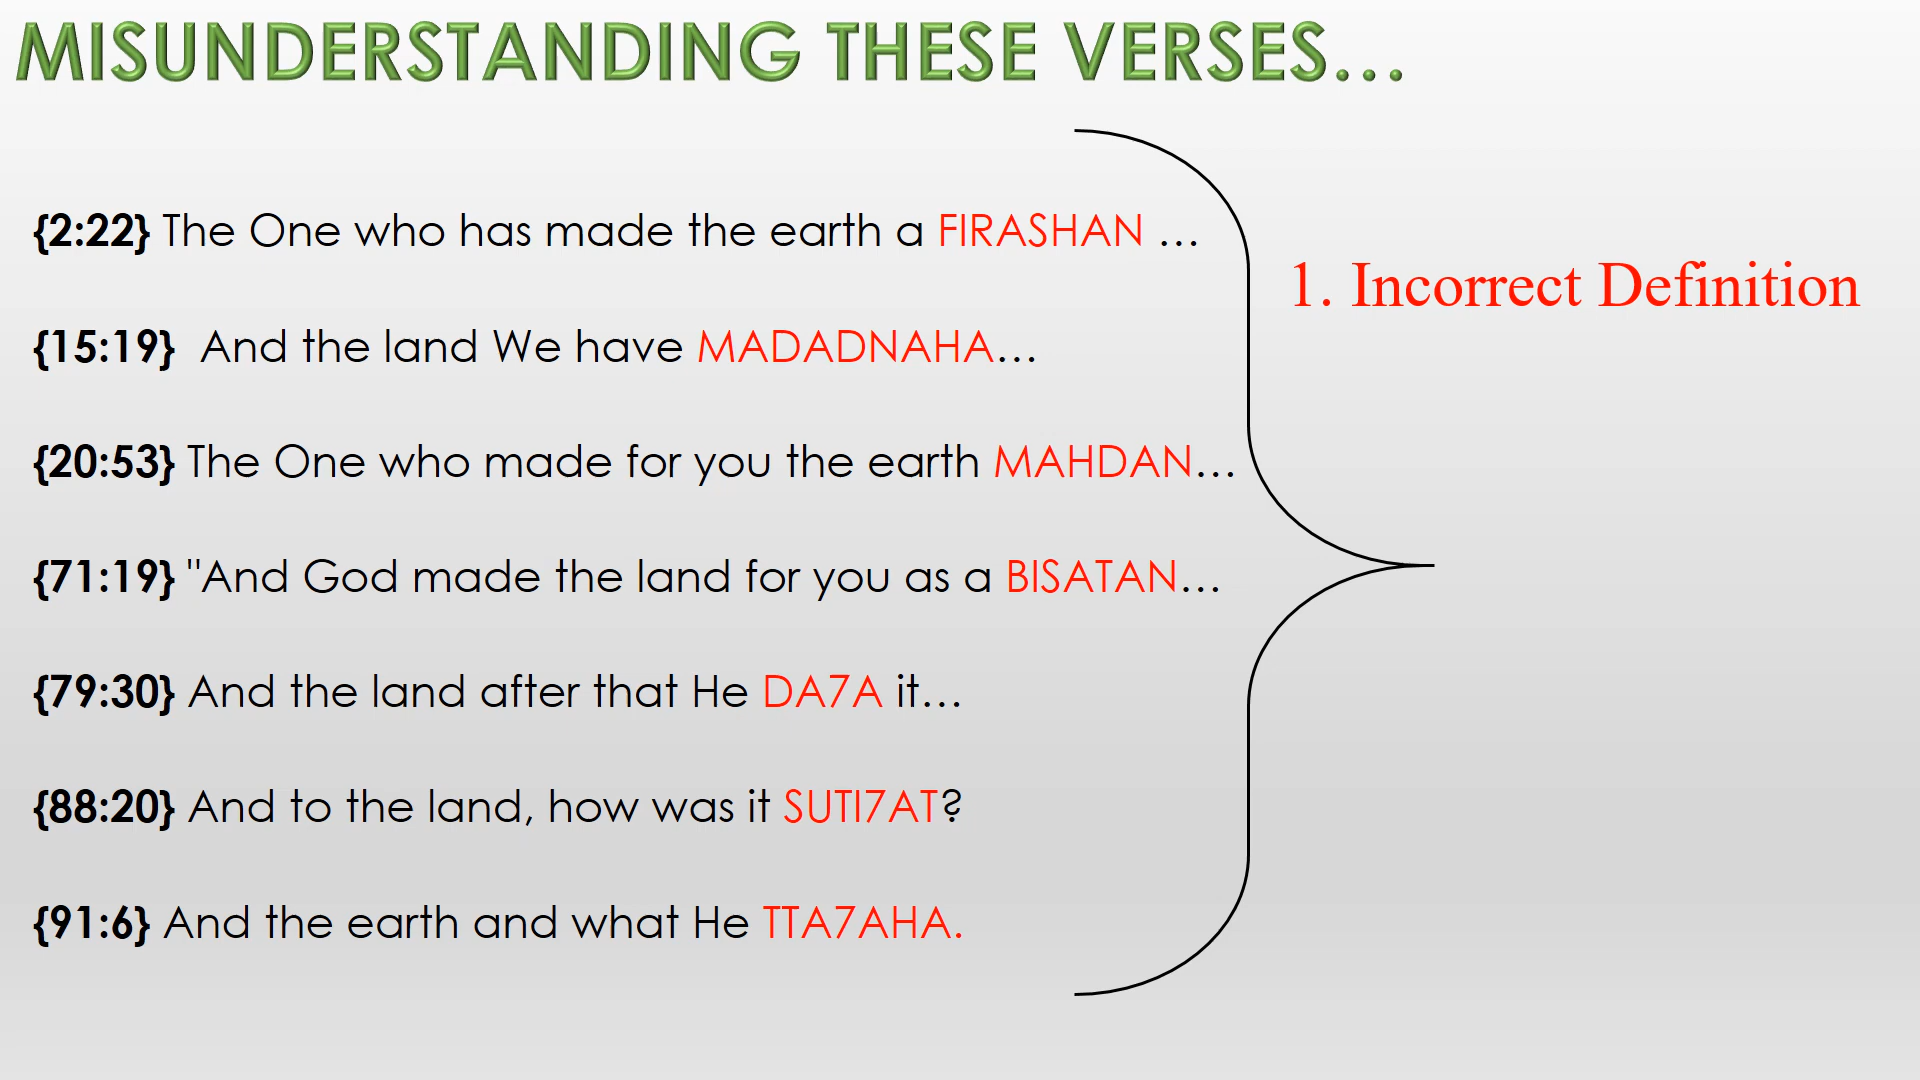 MISUNDERSTANDING THESE VERSES...
{2:22} The One who has made the earth a FIRASHAN ...
1. Incorrect Definition
{15:19} And the land We have MADADNAHA...
{20:53} The One who made for you the earth MAHDAN...
{71:19} "And God made the land for you as a BISATAN...
{79:30} And the land after that He DA7A it...
{88:20} And to the land, how was it SUTI7AT?
{91:6} And the earth and what He TTA7AHA.